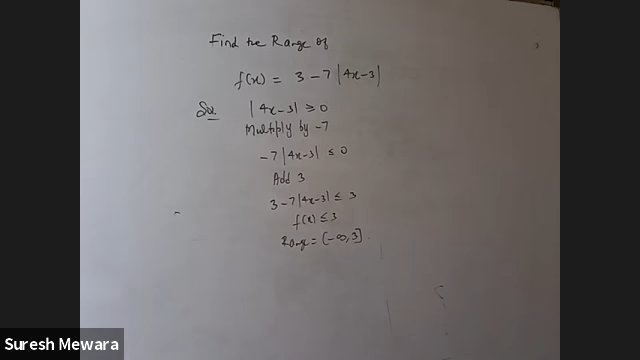 Find the Range of
f(x) = 3 - 7 |4x-3|
Sol
|4x-3| ≥ 0
Multiply by -7
-7|4x-3| ≤ 0
Add 3
3-7|4x-3| ≤ 3
f(x) ≤ 3
Range = (-∞, 3]
Suresh Mewara